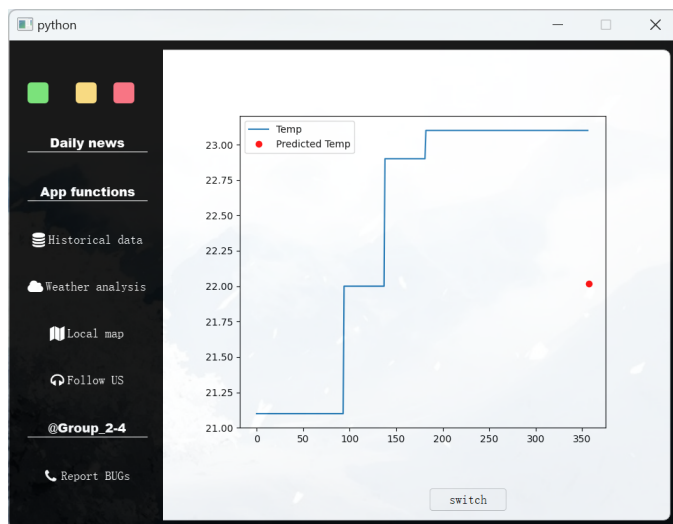 python
Daily news
App functions
Historical data
Weather analysis
Local map
Follow US
@Group_2-4
Report BUGs
Temp
Predicted Temp
23.00
22.75
22.50
22.25
22.00
21.75
21.50
21.25
21.00
0 50 100 150 200 250 300 350
switch